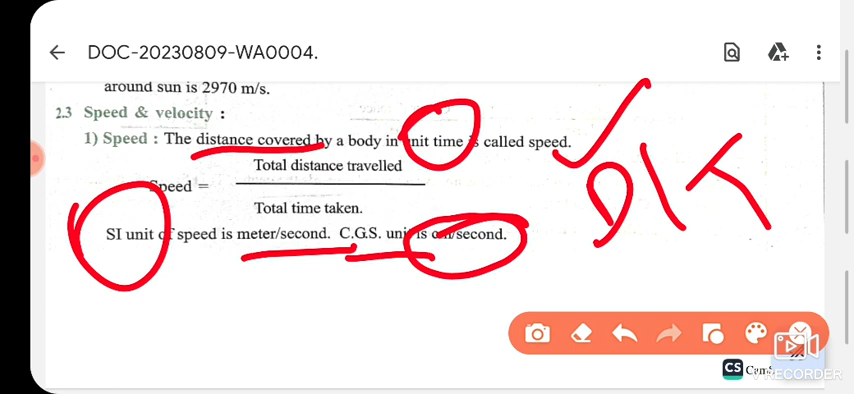 DOC-20230809-WA0004.
around sun is 2970 m/s.
2.3 Speed & velocity :
1) Speed : The distance covered by a body in unit time is called speed.
Speed = Total distance travelled
Total time taken.
SI unit of speed is meter/second. C.G.S. unit is cm/second.
D/T
CS
RECORDER